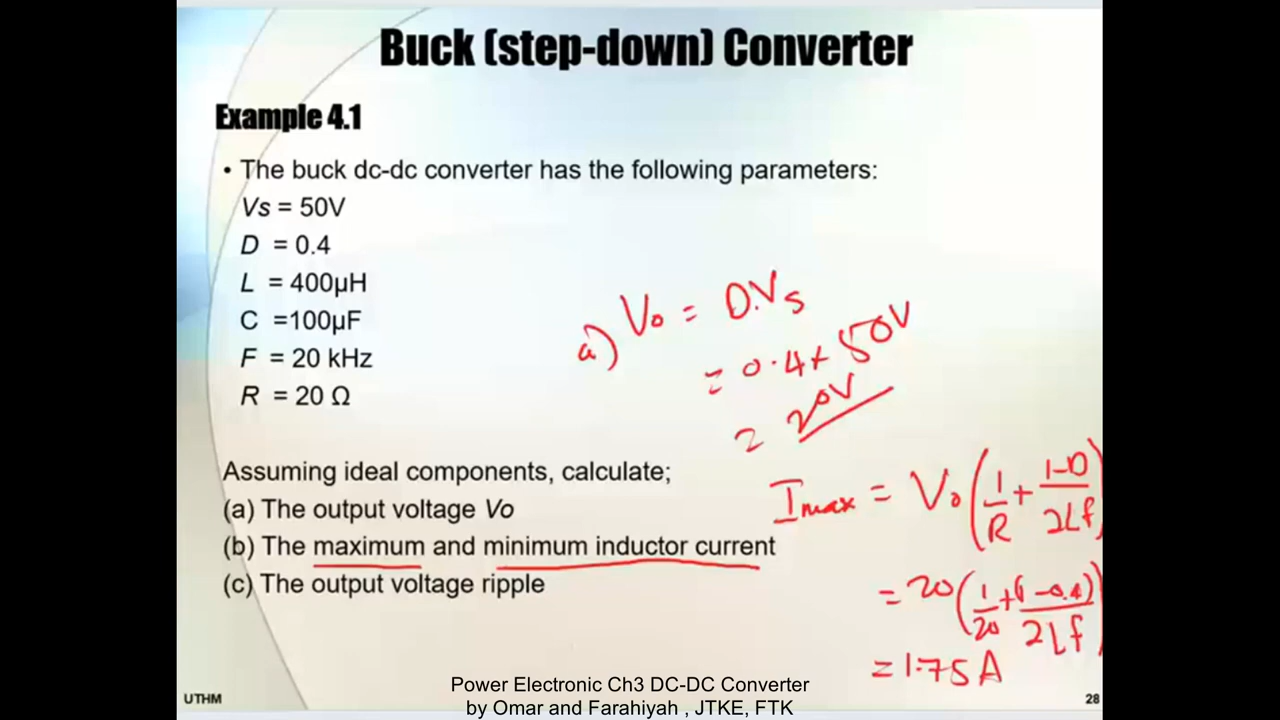 Buck (step-down) Converter
Example 4.1
• The buck dc-dc converter has the following parameters:
Vs = 50V
D = 0.4
L = 400µH
C =100µF
F = 20 kHz
R = 20 Ω
a) Vo = D.Vs
= 0.4 x 50V
= 20V
Assuming ideal components, calculate;
(a) The output voltage Vo
(b) The maximum and minimum inductor current
(c) The output voltage ripple
Imax = Vo (1/R + 1-D/2Lf)
= 20 (1/20 + (1-0.4)/2Lf)
= 1.75 A
Power Electronic Ch3 DC-DC Converter
by Omar and Farahiyah , JTKE, FTK
UTHM
28